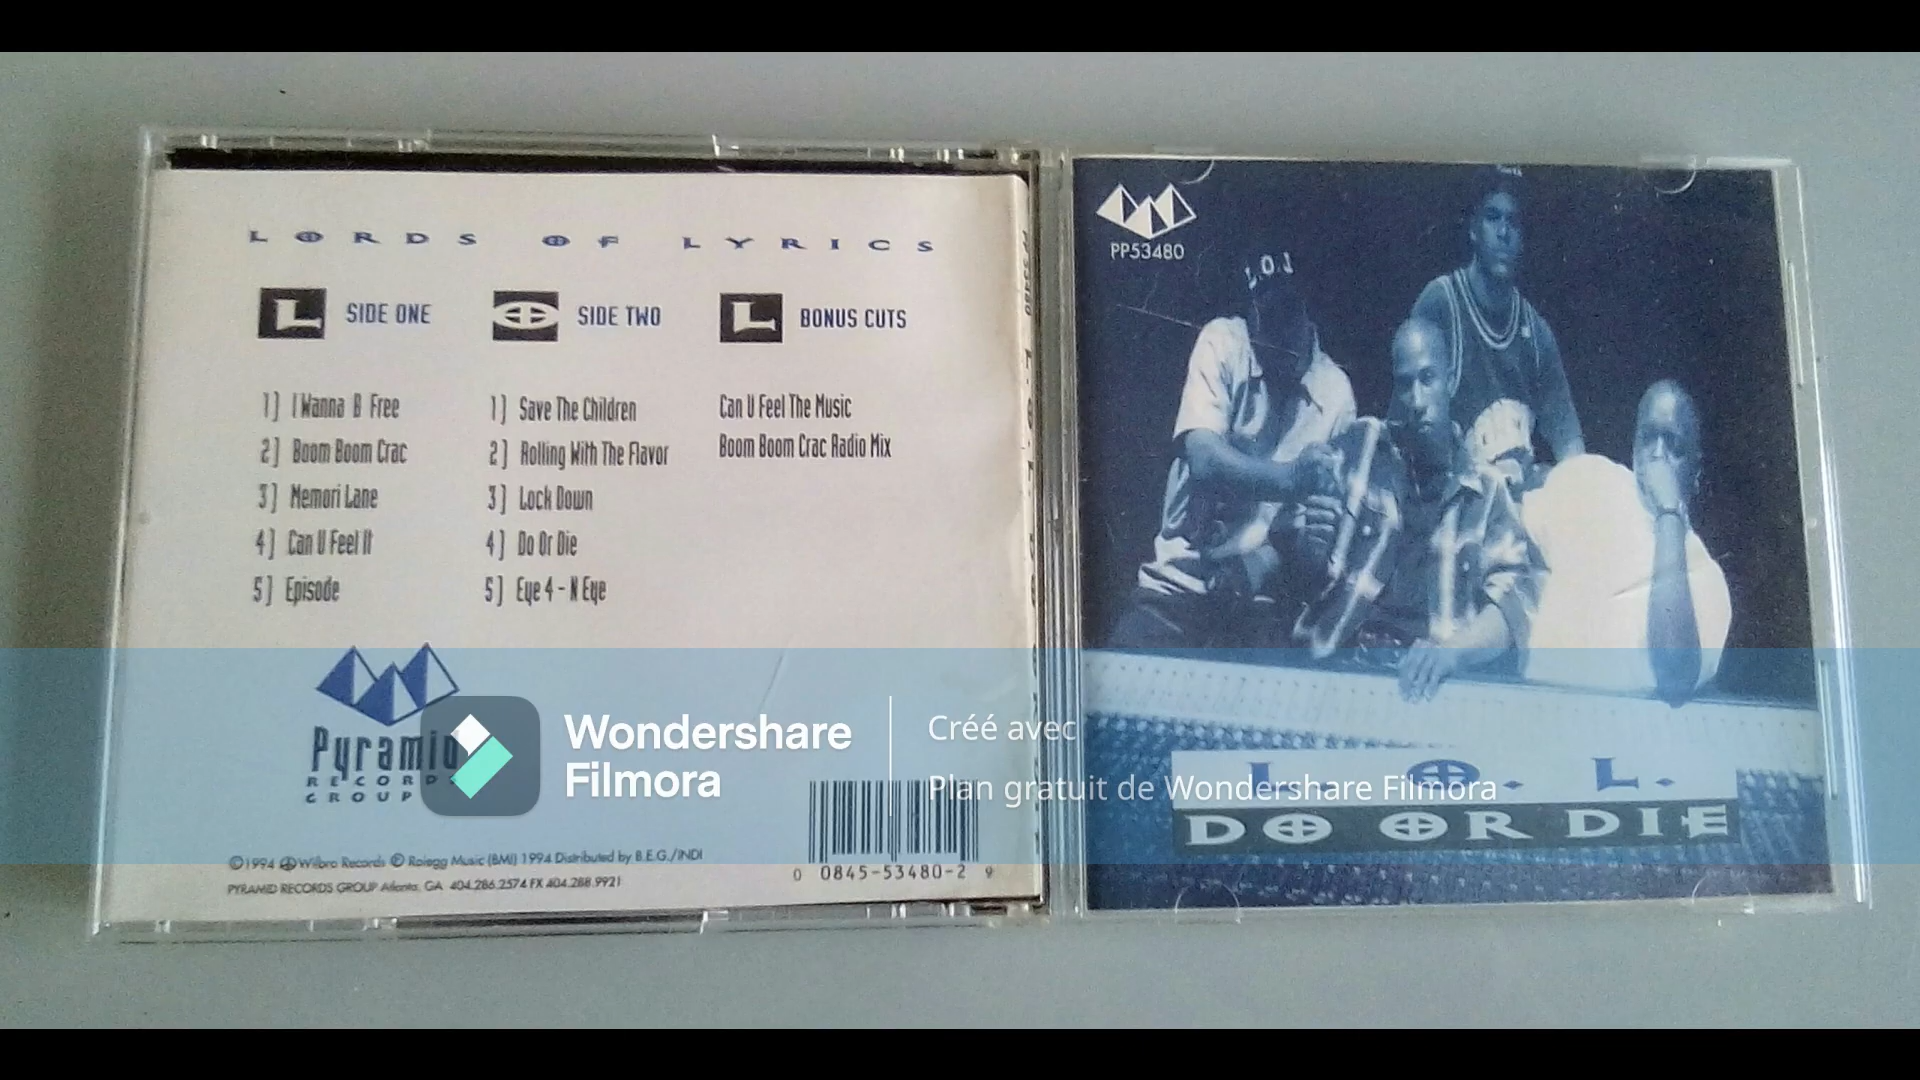 LORDS OF LYRICS
L SIDE ONE
1) I Wanna B Free
2) Boom Boom Crac
3) Memori Lane
4) Can U Feel It
5) Episode
O SIDE TWO
1) Save The Children
2) Rolling With The Flavor
3) Lock Down
4) Do Or Die
5) Eye 4 - N Eye
L BONUS CUTS
Can U Feel The Music
Boom Boom Crac Radio Mix
Pyramid
RECORDS
GROUP
©1994 Wilbro Records ℗ Roiegg Music (BMI) 1994 Distributed by B.E.G./INDI
PYRAMID RECORDS GROUP Atlanta, GA 404.286.2574 FX 404.288.9921
0 0845-53480-2 9
PP53480
L.O.L.
DO OR DIE
Wondershare
Filmora
Créé avec
Plan gratuit de Wondershare Filmora